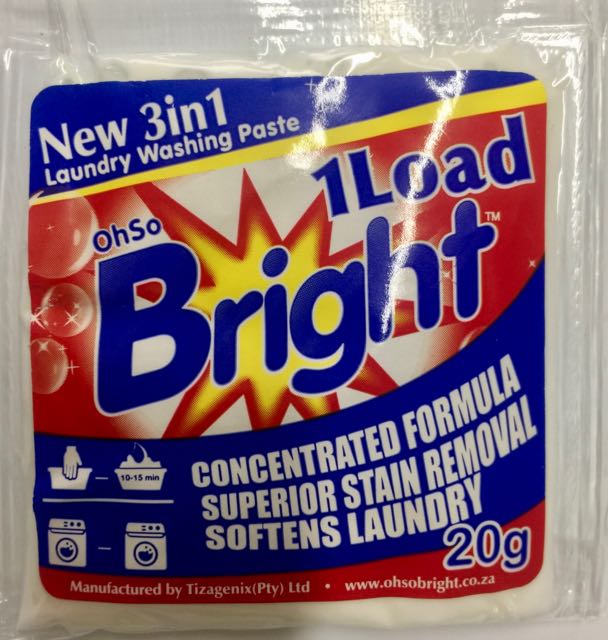 New 3in1
Laundry Washing Paste
1Load
OhSo
Bright™
10-15 min
CONCENTRATED FORMULA
SUPERIOR STAIN REMOVAL
SOFTENS LAUNDRY
20g
Manufactured by Tizagenix(Pty) Ltd • www.ohsobright.co.za